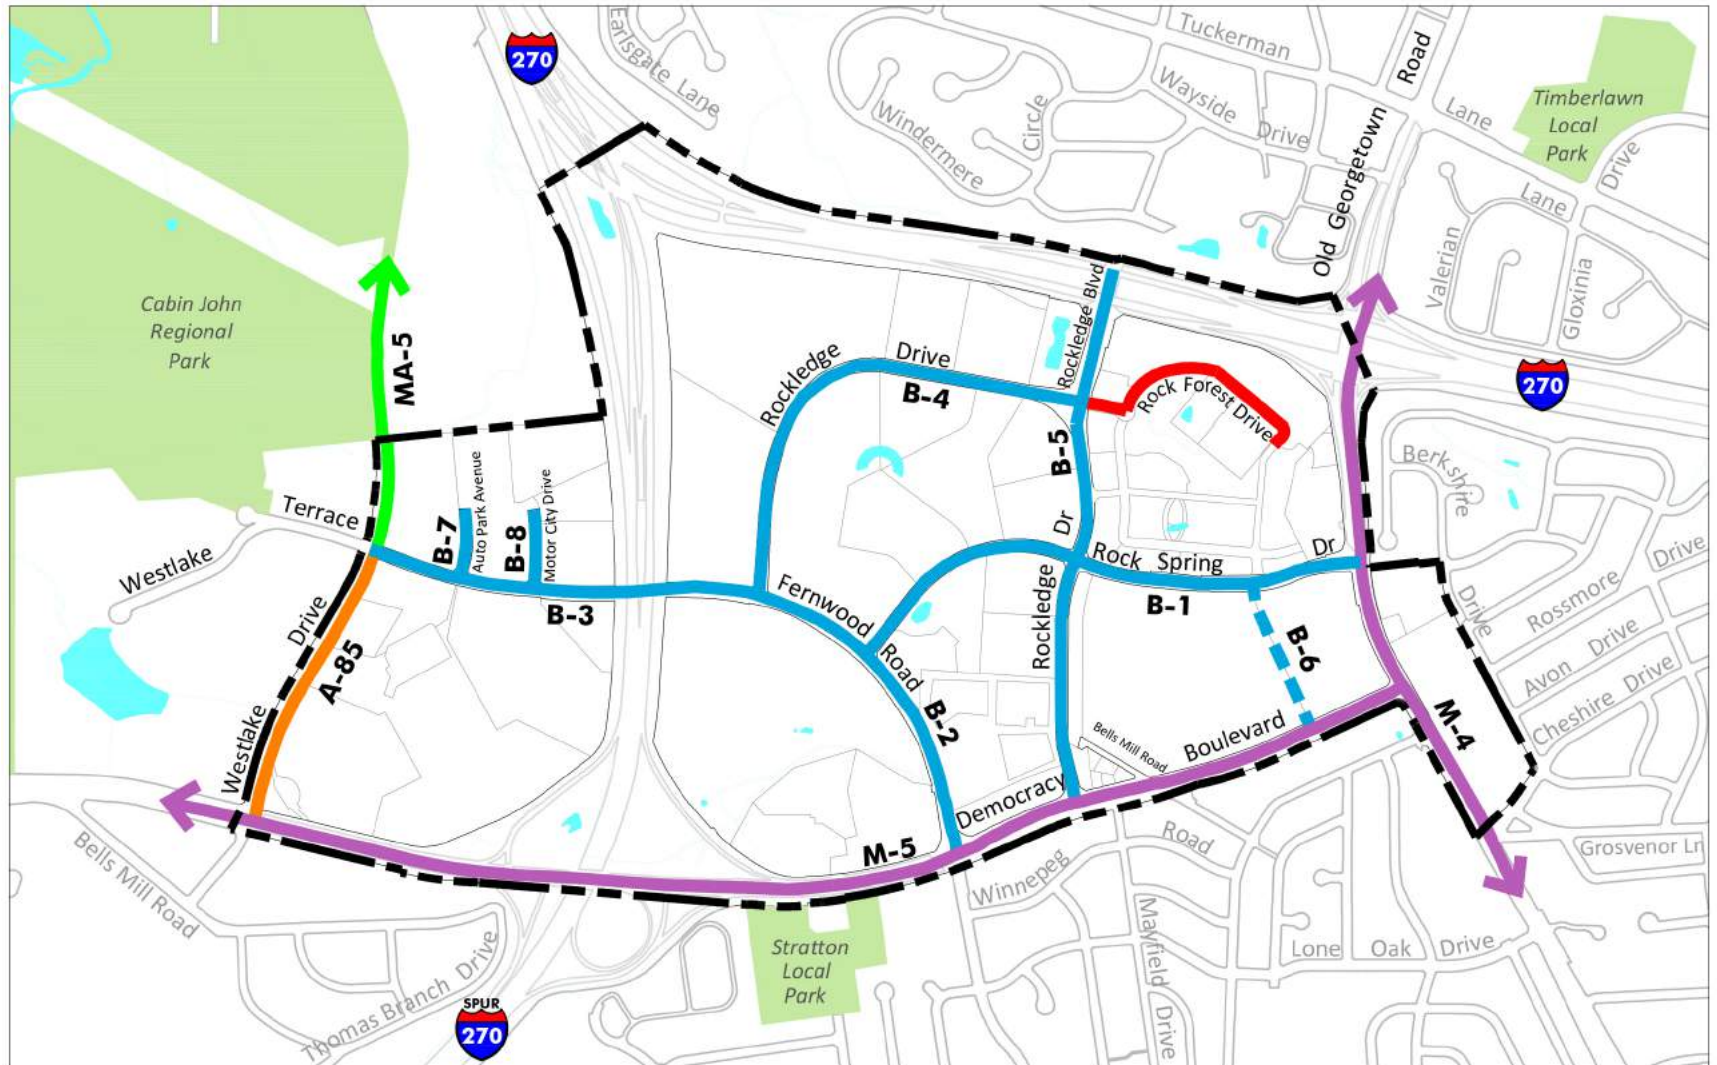 Earlsgate Lane
270
Tuckerman
Lane
Old Georgetown
Road
Wayside Drive
Windermere
Circle
Timberlawn
Local
Park
Drive
Lane
Valerian
Gloxinia
Cabin John
Regional
Park
MA-5
Rockledge Drive
B-4
Rockledge Blvd
Rock Forest Drive
270
B-5
Berkshire
Drive
Terrace
Westlake
B-7
Auto Park Avenue
B-8
Motor City Drive
B-3
Fernwood
Road
B-2
Rockledge
Dr
Rock Spring
Dr
B-1
B-6
Rossmore
Drive
Avon Drive
Cheshire Drive
Westlake
Drive
A-85
Bells Mill Road
Democracy
Boulevard
M-4
M-5
Bells Mill Road
Winnepeg
Road
Grosvenor Ln
Stratton
Local
Park
Mayfield Drive
Lone Oak Drive
Thomas Branch Drive
SPUR
270